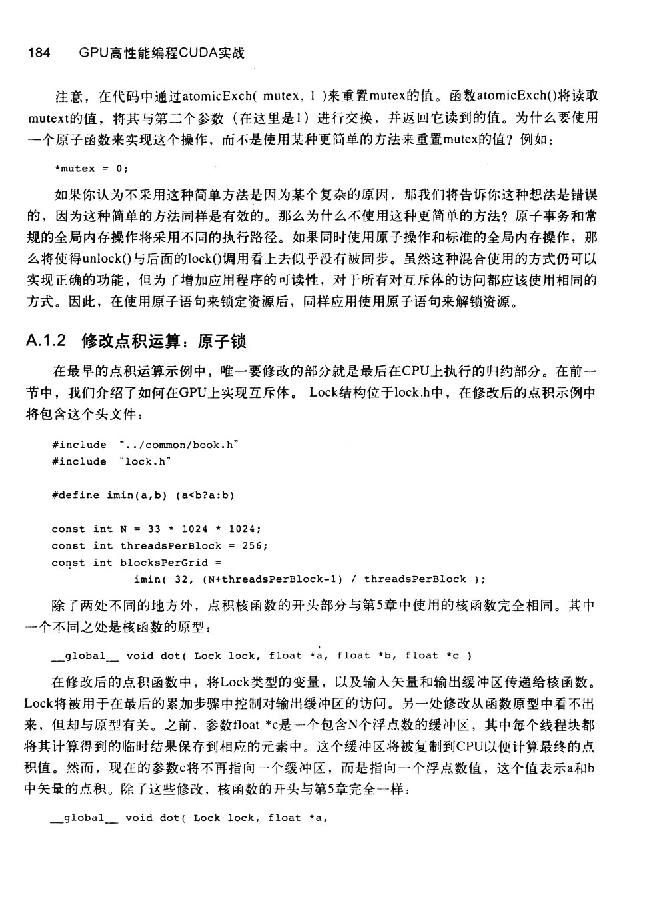 184 GPU高性能编程CUDA实战
注意，在代码中通过atomicExch( mutex, 1 )来重置mutex的值。函数atomicExch()将读取
mutext的值，将其与第二个参数（在这里是1）进行交换，并返回它读到的值。为什么要使用
一个原子函数来实现这个操作，而不是使用某种更简单的方法来重置mutex的值？例如：
*mutex = 0;
如果你认为不采用这种简单方法是因为某个复杂的原因，那我们将告诉你这种想法是错误
的，因为这种简单的方法同样是有效的。那么为什么不使用这种更简单的方法？原子事务和常
规的全局内存操作将采用不同的执行路径。如果同时使用原子操作和标准的全局内存操作，那
么将使得unlock()与后面的lock()调用看上去似乎没有被同步。虽然这种混合使用的方式仍可以
实现正确的功能，但为了增加应用程序的可读性，对于所有对互斥体的访问都应该使用相同的
方式。因此，在使用原子语句来锁定资源后，同样应用使用原子语句来解锁资源。
A.1.2 修改点积运算：原子锁
在最早的点积运算示例中，唯一要修改的部分就是最后在CPU上执行的归约部分。在前一
节中，我们介绍了如何在GPU上实现互斥体。 Lock结构位于lock.h中，在修改后的点积示例中
将包含这个头文件：
#include "../common/book.h"
#include "lock.h"
#define imin(a,b) (a<b?a:b)
const int N = 33 * 1024 * 1024;
const int threadsPerBlock = 256;
const int blocksPerGrid =
imin( 32, (N+threadsPerBlock-1) / threadsPerBlock );
除了两处不同的地方外，点积核函数的开头部分与第5章中使用的核函数完全相同。其中
一个不同之处是核函数的原型：
__global__ void dot( Lock lock, float *a, float *b, float *c )
在修改后的点积函数中，将Lock类型的变量，以及输入矢量和输出缓冲区传递给核函数。
Lock将被用于在最后的累加步骤中控制对输出缓冲区的访问。另一处修改从函数原型中看不出
来，但却与原型有关。之前，参数float *c是一个包含N个浮点数的缓冲区，其中每个线程块都
将其计算得到的临时结果保存到相应的元素中。这个缓冲区将被复制到CPU以便计算最终的点
积值。然而，现在的参数c将不再指向一个缓冲区，而是指向一个浮点数值，这个值表示a和b
中矢量的点积。除了这些修改，核函数的开头与第5章完全一样：
__global__ void dot( Lock lock, float *a,